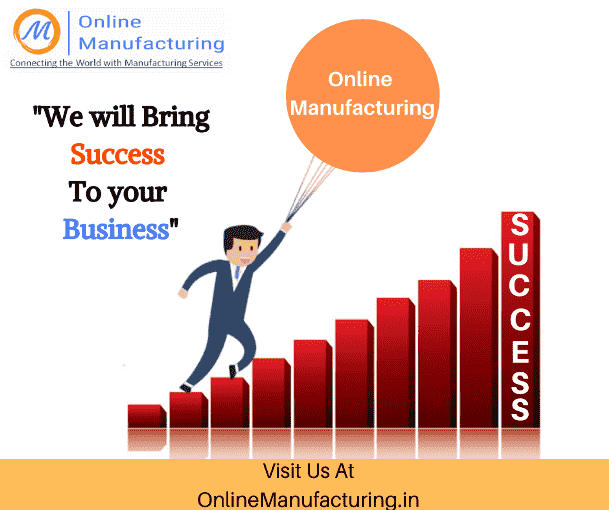 M
Online
Manufacturing
Connecting the World with Manufacturing Services
Online
Manufacturing
"We will Bring
Success
To your
Business"
SUCCESS
Visit Us At
OnlineManufacturing.in